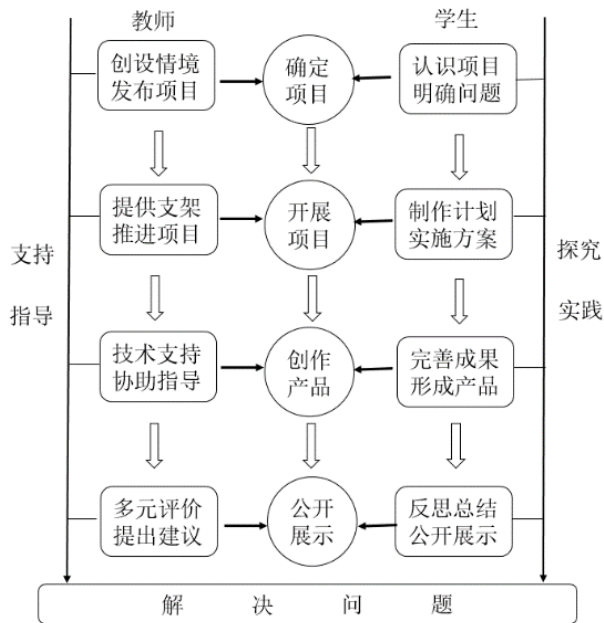 教师
学生
创设情境
发布项目
确定
项目
认识项目
明确问题
提供支架
推进项目
开展
项目
制作计划
实施方案
支持
指导
探究
实践
技术支持
协助指导
创作
产品
完善成果
形成产品
多元评价
提出建议
公开
展示
反思总结
公开展示
解决问题